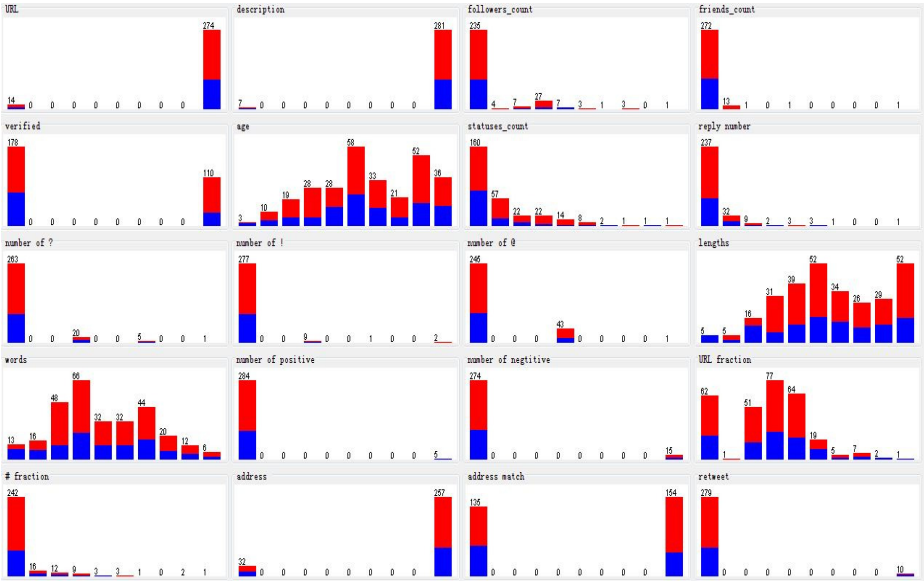 URL
14 0 0 0 0 0 0 0 0 274
description
7 0 0 0 0 0 0 0 0 281
followers_count
235 4 7 27 7 3 1 3 0 1
friends_count
272 13 1 0 1 0 0 0 0 1
verified
178 0 0 0 0 0 0 0 0 110
age
3 10 19 28 28 58 33 21 52 36
statuses_count
160 57 22 22 14 8 2 1 1 1
reply number
237 32 9 2 3 3 1 0 0 1
number of ?
263 0 0 20 0 0 5 0 0 1
number of !
277 0 0 9 0 0 1 0 0 2
number of @
245 0 0 0 43 0 0 0 0 1
lengths
5 5 16 31 39 52 34 26 29 52
words
13 16 48 66 32 32 44 20 12 6
number of positive
284 0 0 0 0 0 0 0 0 5
number of negtitive
274 0 0 0 0 0 0 0 0 15
URL fraction
62 1 51 77 64 19 5 7 2 1
# fraction
242 16 12 9 3 3 1 0 2 1
address
32 0 0 0 0 0 0 0 0 257
address match
135 0 0 0 0 0 0 0 0 154
retweet
279 0 0 0 0 0 0 0 0 10